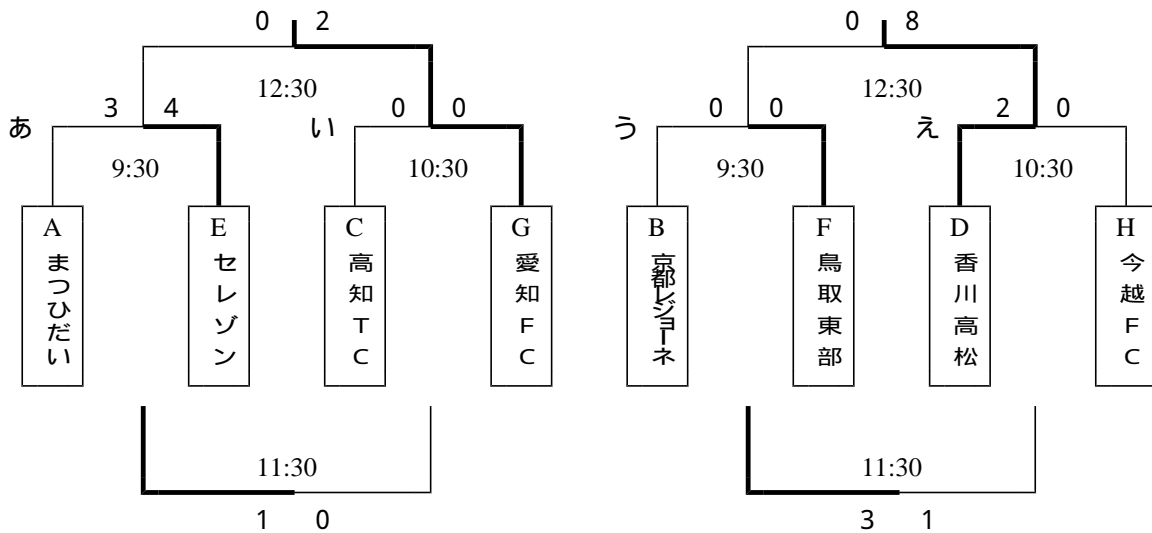 0 2 0 8
12:30 12:30
3 4 0 0 0 0 2 0
あ い う え
9:30 10:30 9:30 10:30
A E C G B F D H
まつひだい
セレゾン
高知TC
愛知FC
京都レジョーネ
鳥取東部
香川高松
今越FC
11:30 11:30
1 0 3 1